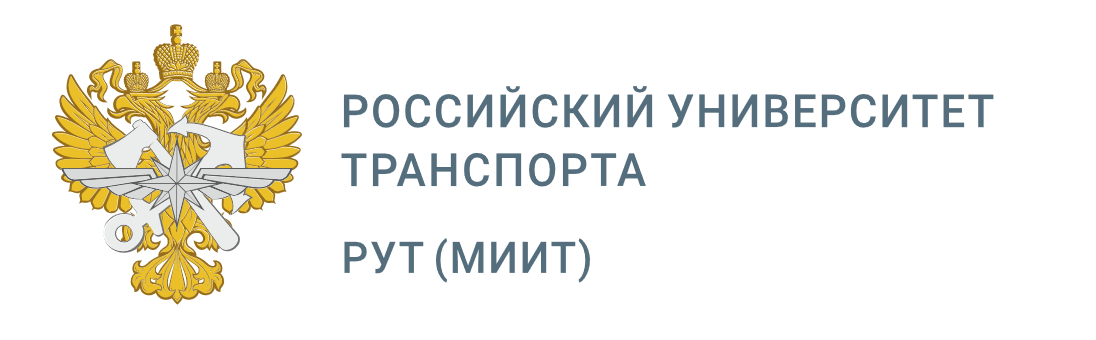 РОССИЙСКИЙ УНИВЕРСИТЕТ
ТРАНСПОРТА
РУТ (МИИТ)